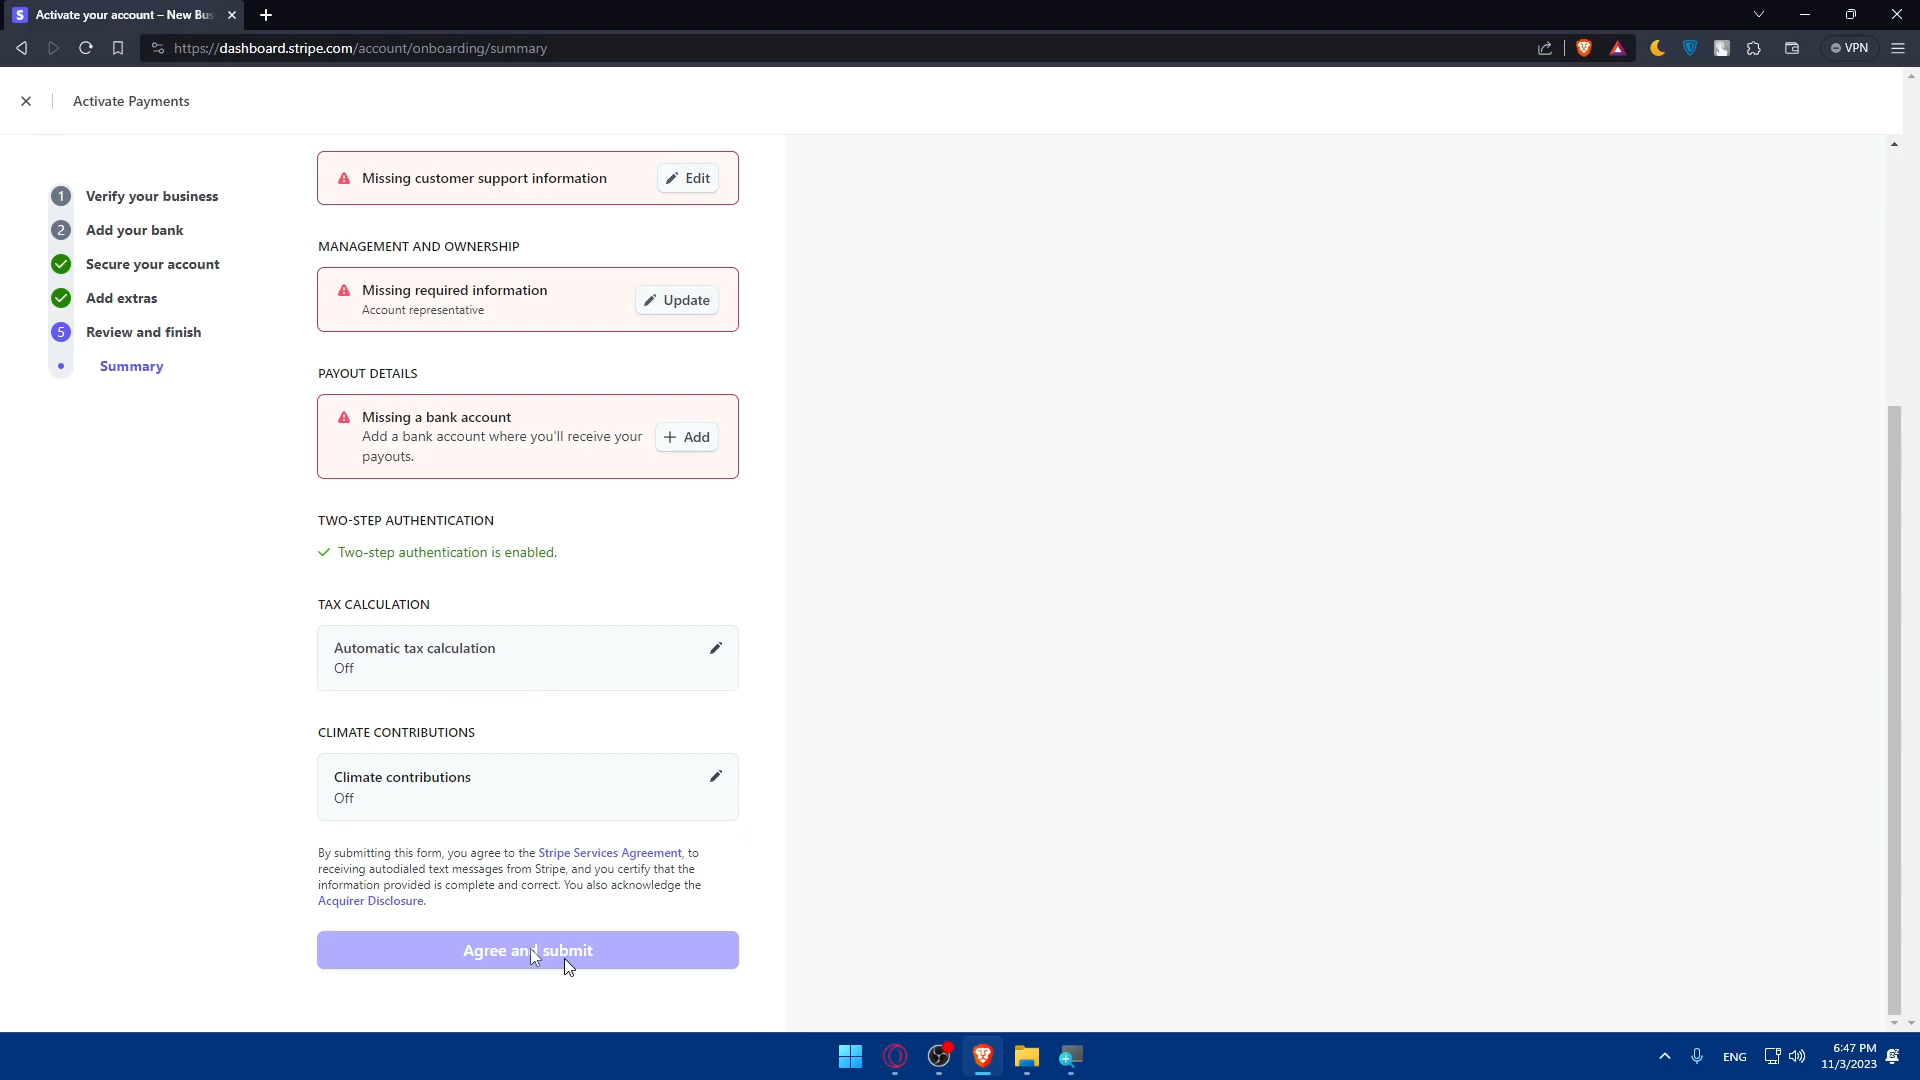 Activate your account – New Bus
https://dashboard.stripe.com/account/onboarding/summary
VPN
Activate Payments
1 Verify your business
2 Add your bank
Secure your account
Add extras
5 Review and finish
Summary
Missing customer support information
Edit
MANAGEMENT AND OWNERSHIP
Missing required information
Account representative
Update
PAYOUT DETAILS
Missing a bank account
Add a bank account where you'll receive your
payouts.
Add
TWO-STEP AUTHENTICATION
Two-step authentication is enabled.
TAX CALCULATION
Automatic tax calculation
Off
CLIMATE CONTRIBUTIONS
Climate contributions
Off
By submitting this form, you agree to the Stripe Services Agreement, to
receiving autodialed text messages from Stripe, and you certify that the
information provided is complete and correct. You also acknowledge the
Acquirer Disclosure.
Agree and submit
ENG
6:47 PM
11/3/2023